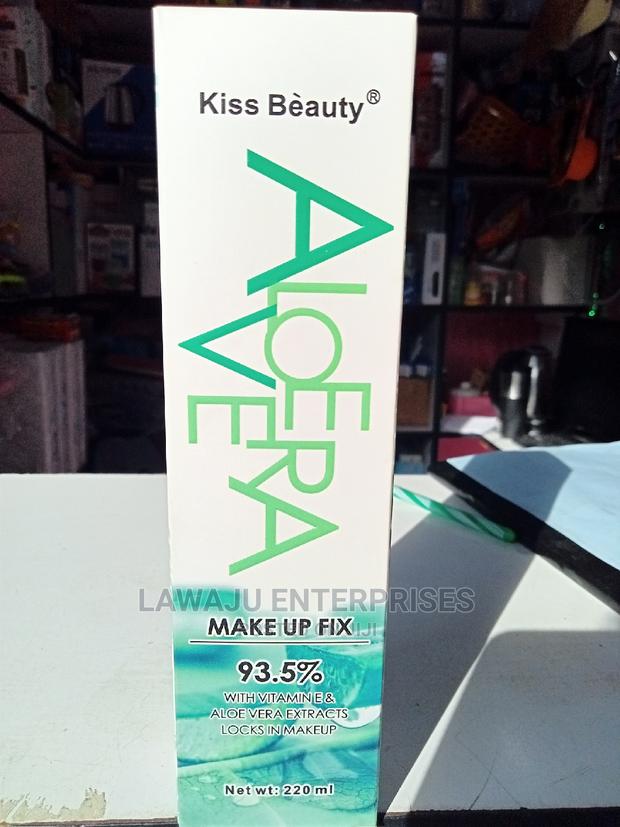 Kiss Bèauty®
ALOE
VERA
LAWAJU ENTERPRISES
MAKE UP FIX
93.5%
WITH VITAMIN E &
ALOE VERA EXTRACTS
LOCKS IN MAKEUP
Net wt: 220 ml